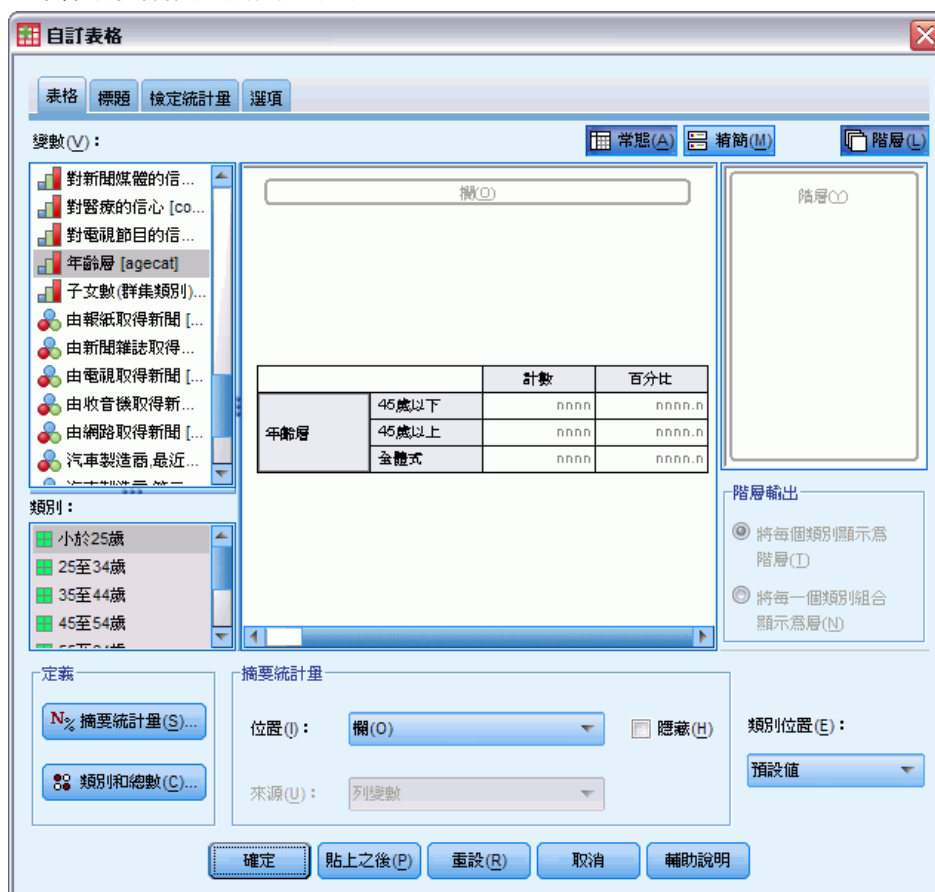 自訂表格
表格 標題 檢定統計量 選項
變數(V)：
常態(A) 精簡(M) 階層(L)
對新聞媒體的信...
對醫療的信心 [co...
對電視節目的信...
年齡層 [agecat]
子女數(群集類別)...
由報紙取得新聞 [...
由新聞雜誌取得...
由電視取得新聞 [...
由收音機取得新...
由網路取得新聞 [...
汽車製造商,最近...
欄(O)
階層(Y)
計數 百分比
年齡層
45歲以下 nnnn nnnn.n
45歲以上 nnnn nnnn.n
全體式 nnnn nnnn.n
類別：
小於25歲
25至34歲
35至44歲
45至54歲
階層輸出
將每個類別顯示為
階層(T)
將每一個類別組合
顯示為層(N)
定義
摘要統計量(S)...
類別和總數(C)...
摘要統計量
位置(I)： 欄(O) 隱藏(H)
來源(U)： 列變數
類別位置(E)：
預設值
確定 貼上之後(P) 重設(R) 取消 輔助說明